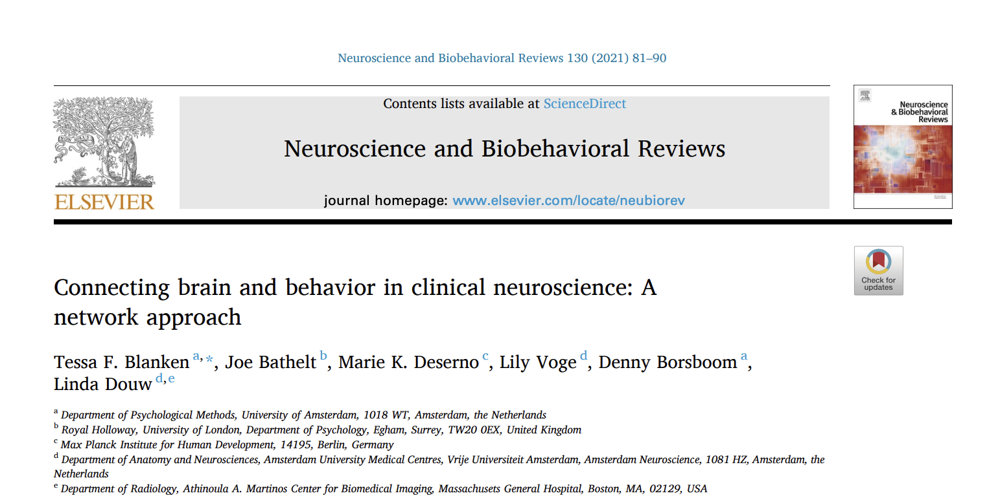 Neuroscience and Biobehavioral Reviews 130 (2021) 81–90
Contents lists available at ScienceDirect
Neuroscience and Biobehavioral Reviews
journal homepage: www.elsevier.com/locate/neubiorev
NON SOLUS
ELSEVIER
Neuroscience
& Biobehavioral
Reviews
Check for
updates
Connecting brain and behavior in clinical neuroscience: A
network approach
Tessa F. Blanken a,*, Joe Bathelt b, Marie K. Deserno c, Lily Voge d, Denny Borsboom a,
Linda Douw d,e
a Department of Psychological Methods, University of Amsterdam, 1018 WT, Amsterdam, the Netherlands
b Royal Holloway, University of London, Department of Psychology, Egham, Surrey, TW20 0EX, United Kingdom
c Max Planck Institute for Human Development, 14195, Berlin, Germany
d Department of Anatomy and Neurosciences, Amsterdam University Medical Centres, Vrije Universiteit Amsterdam, Amsterdam Neuroscience, 1081 HZ, Amsterdam, the
Netherlands
e Department of Radiology, Athinoula A. Martinos Center for Biomedical Imaging, Massachusets General Hospital, Boston, MA, 02129, USA